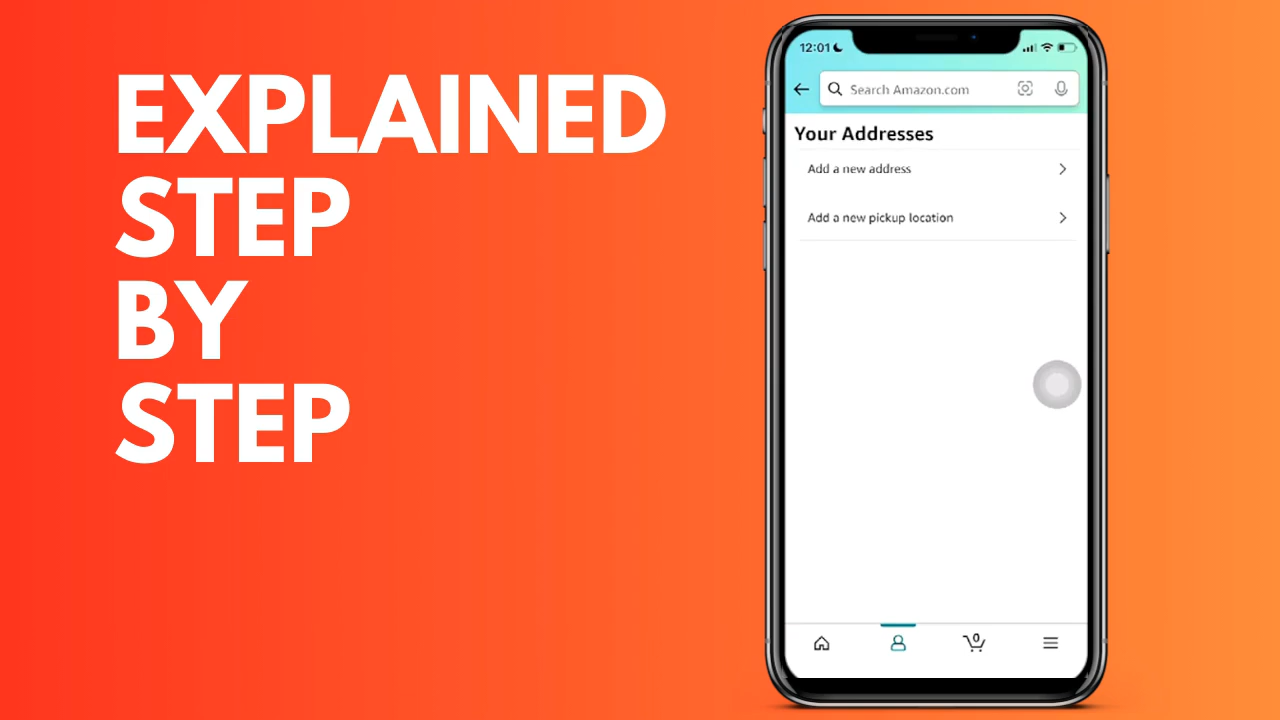 EXPLAINED
STEP
BY
STEP
12:01
Search Amazon.com
Your Addresses
Add a new address
Add a new pickup location
0